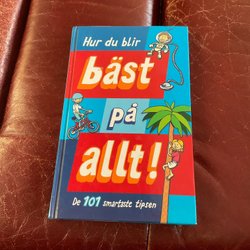 Hur du blir
bäst
på
allt!
De 101 smartaste tipsen